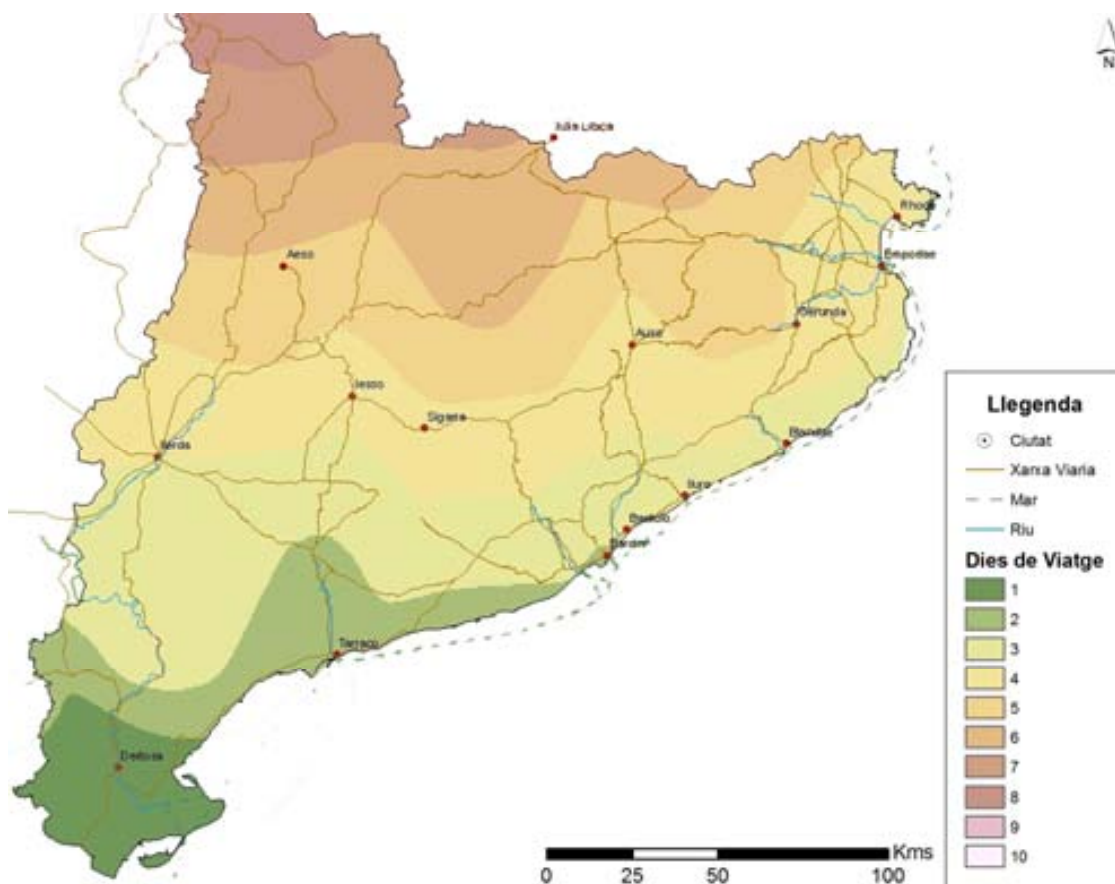 N
Julia Libica
Rhode
Aeso
Emporiae
Gerunda
Ausa
Iesso
Sigarra
Ilerda
Blandae
Iluro
Baetulo
Barcino
Tarraco
Dertosa
Llegenda
Ciutat
Xarxa Viaria
Mar
Riu
Dies de Viatge
1
2
3
4
5
6
7
8
9
10
Kms
0 25 50 100